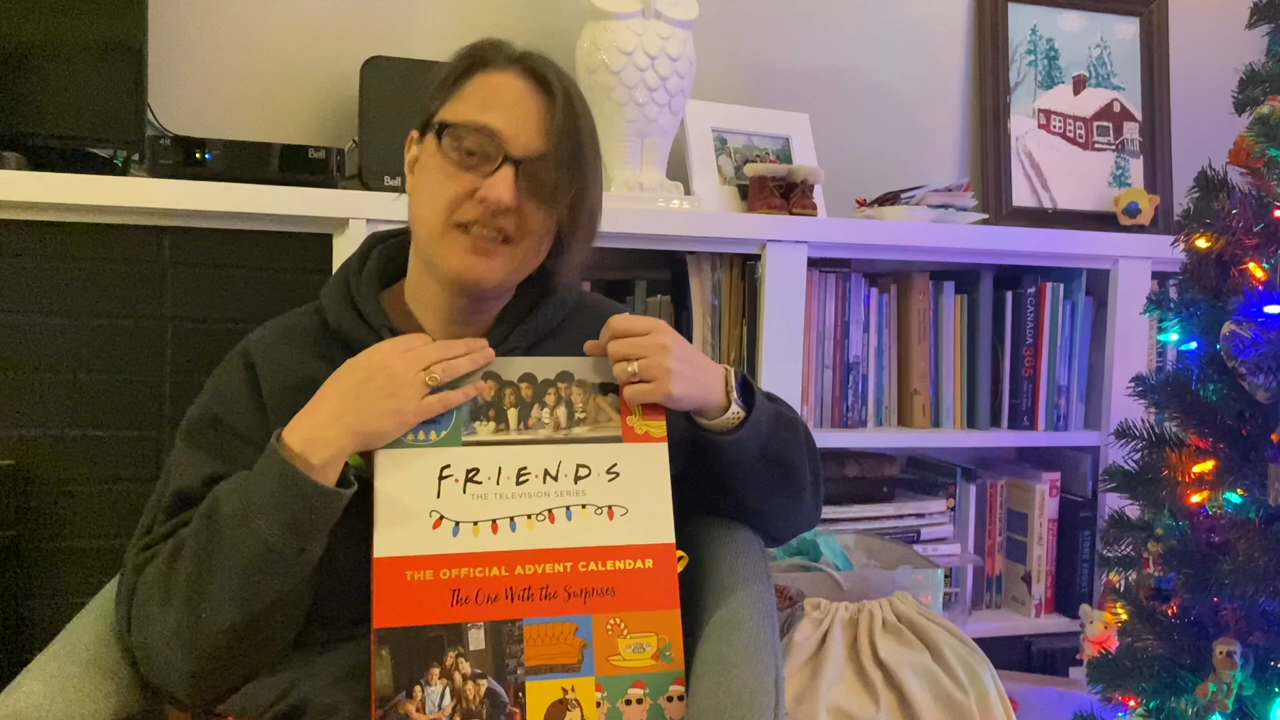 Bell
Bell
CANADA 365
F·R·I·E·N·D·S
THE TELEVISION SERIES
THE OFFICIAL ADVENT CALENDAR
The One With the Surprises